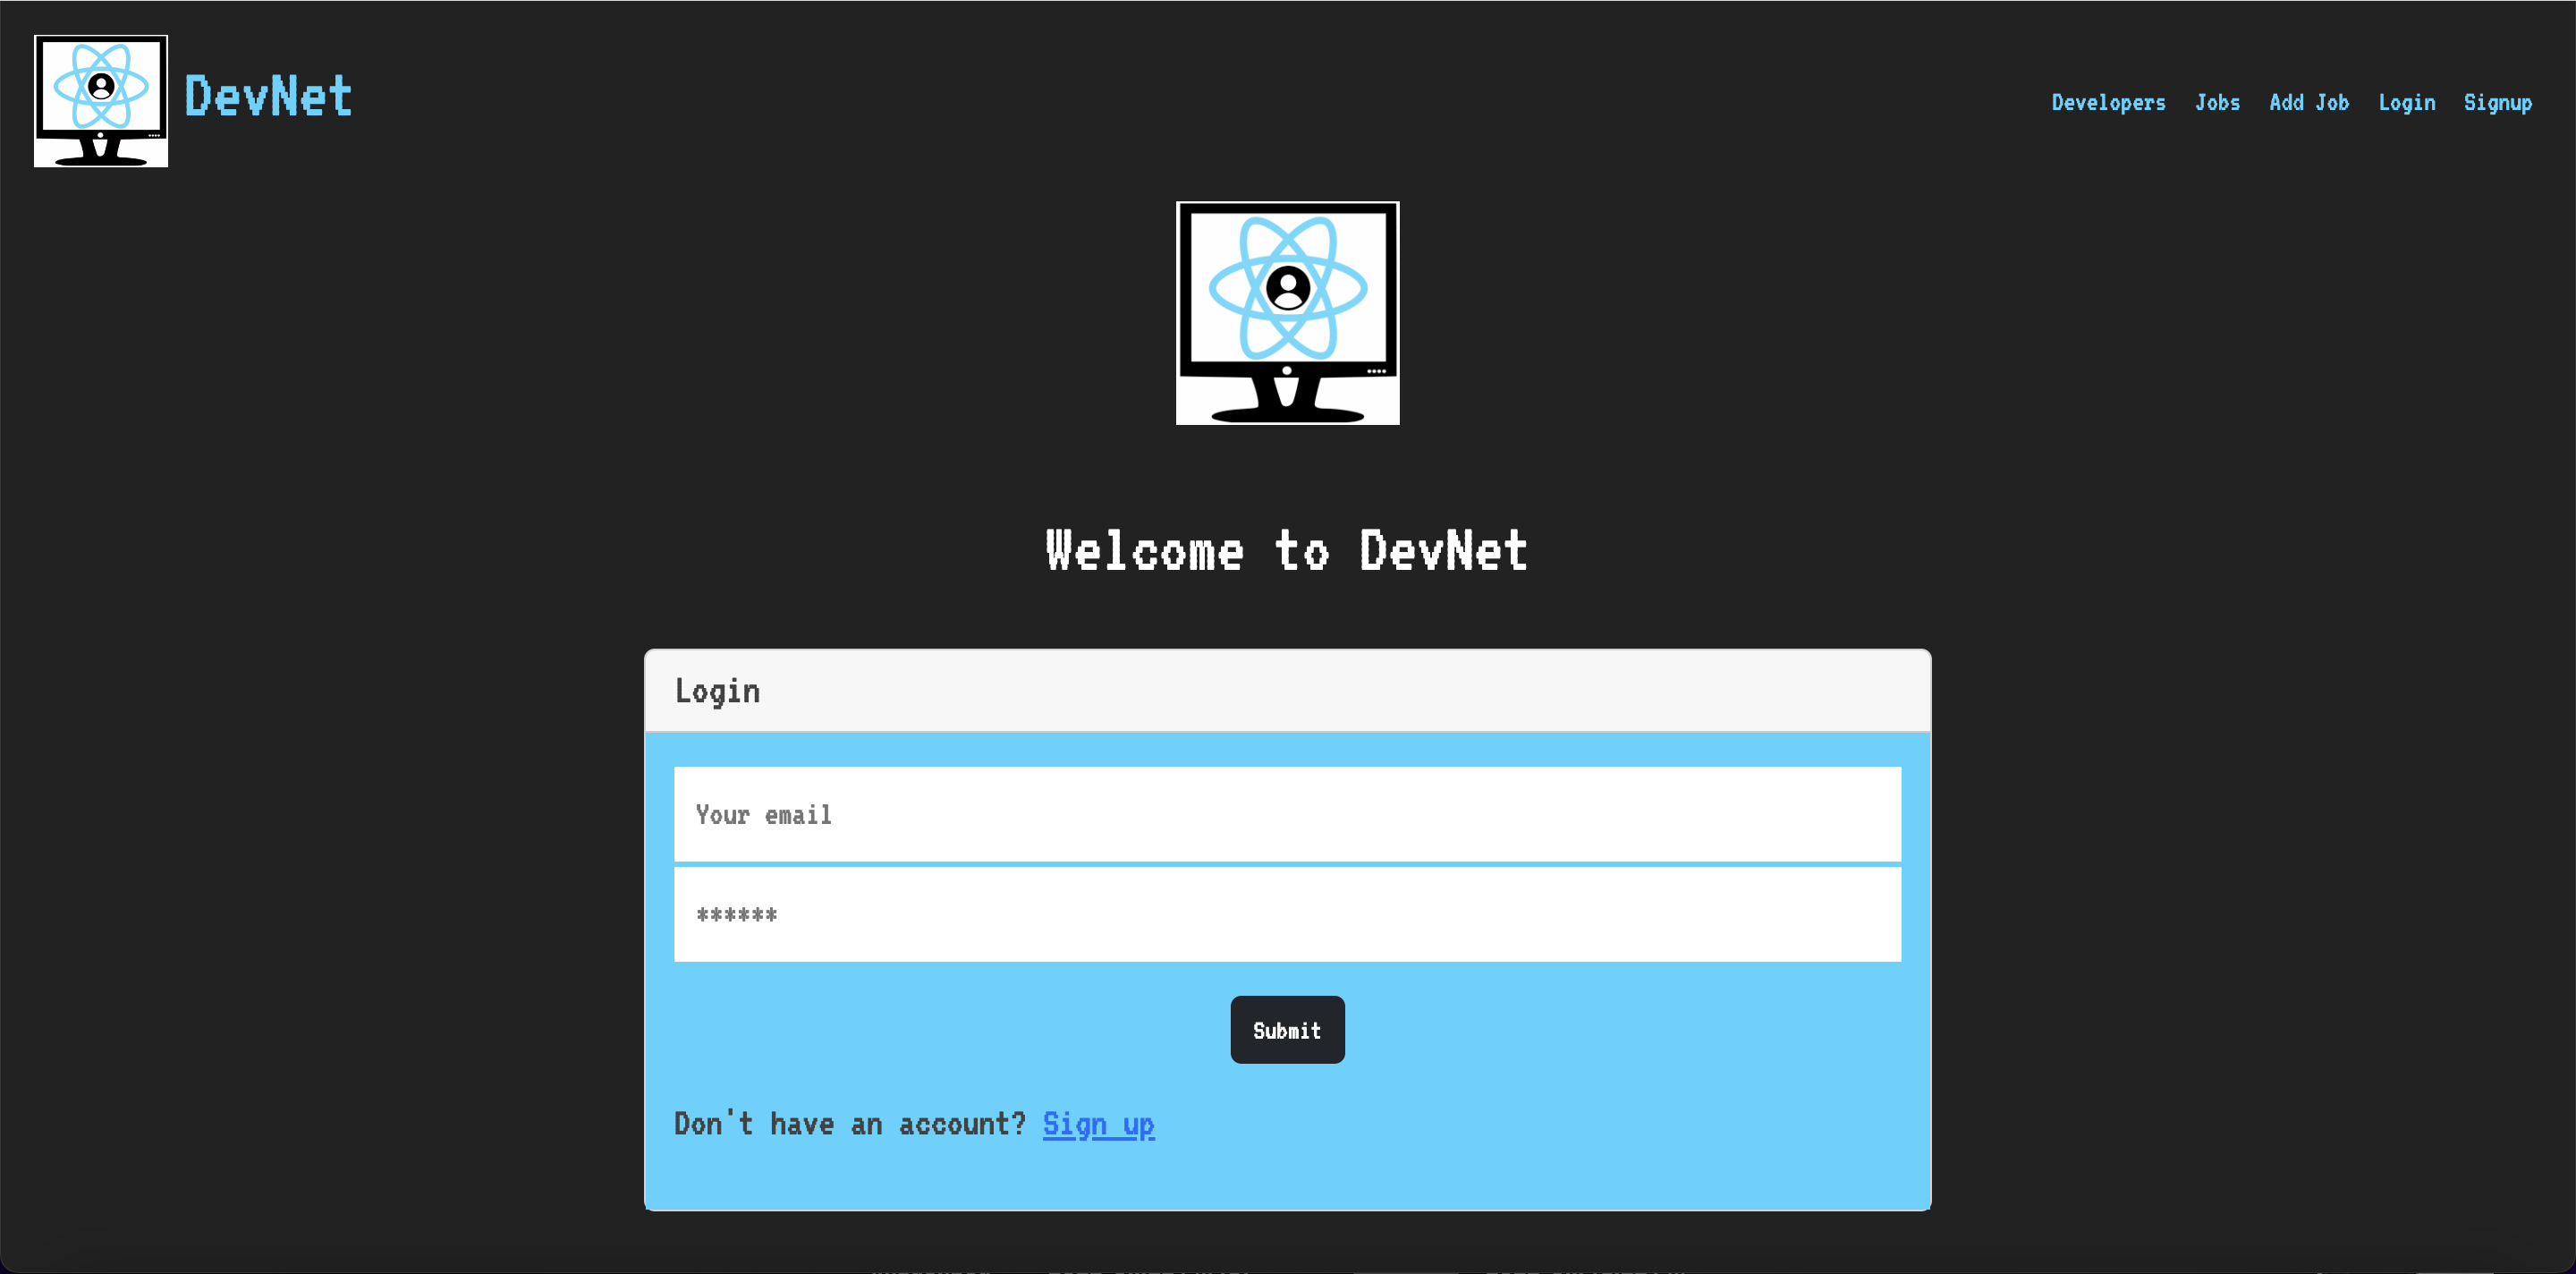 DevNet
Developers Jobs Add Job Login Signup
Welcome to DevNet
Login
Your email
******
Submit
Don't have an account? Sign up